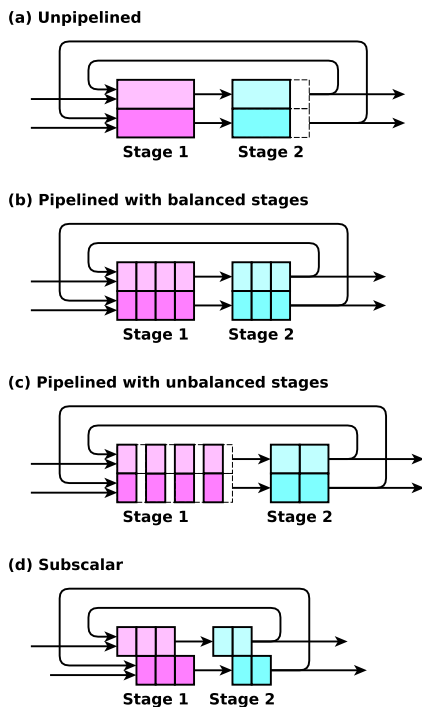 (a) Unpipelined
Stage 1 Stage 2
(b) Pipelined with balanced stages
Stage 1 Stage 2
(c) Pipelined with unbalanced stages
Stage 1 Stage 2
(d) Subscalar
Stage 1 Stage 2